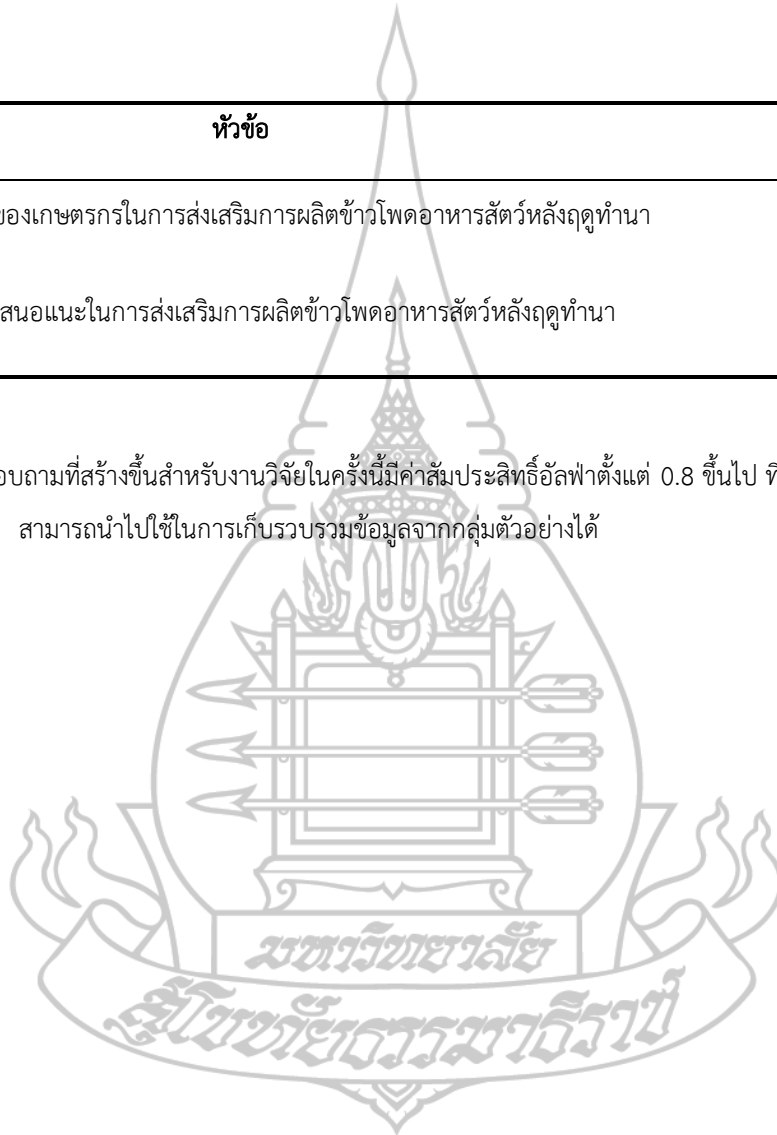 หัวข้อ
ของเกษตรกรในการส่งเสริมการผลิตข้าวโพดอาหารสัตว์หลังฤดูทำนา
สนอแนะในการส่งเสริมการผลิตข้าวโพดอาหารสัตว์หลังฤดูทำนา
อบถามที่สร้างขึ้นสำหรับงานวิจัยในครั้งนี้มีค่าสัมประสิทธิ์อัลฟ่าตั้งแต่ 0.8 ขึ้นไป ที
สามารถนำไปใช้ในการเก็บรวบรวมข้อมูลจากกลุ่มตัวอย่างได้
มหาวิทยาลัย
สุโขทัยธรรมาธิราช